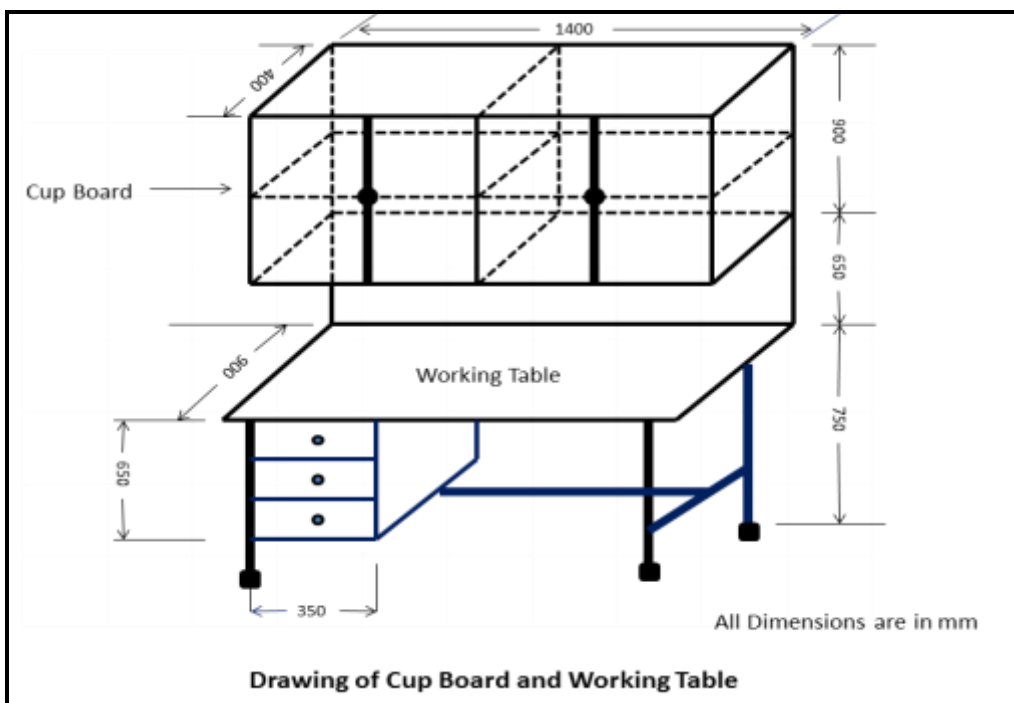 1400
400
900
Cup Board
650
900
Working Table
750
650
350
All Dimensions are in mm
Drawing of Cup Board and Working Table